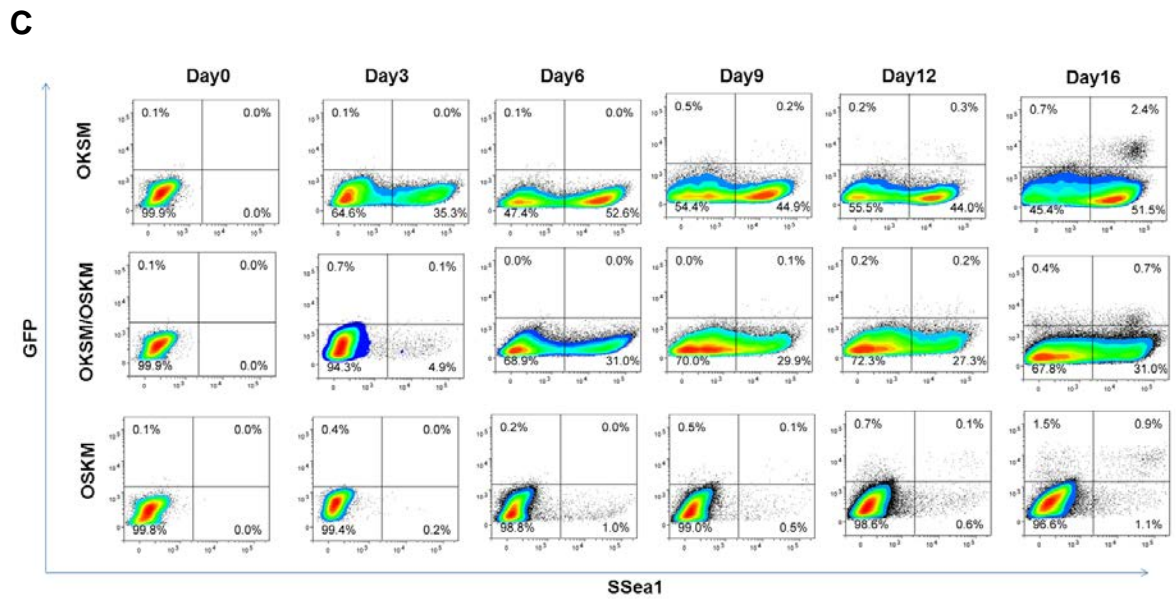 C
Day0 Day3 Day6 Day9 Day12 Day16
OKSM
0.1% 0.0% 0.1% 0.0% 0.1% 0.0% 0.5% 0.2% 0.2% 0.3% 0.7% 2.4%
99.9% 0.0% 64.6% 35.3% 47.4% 52.6% 54.4% 44.9% 55.5% 44.0% 45.4% 51.5%
OKSM/OSKM
0.1% 0.0% 0.7% 0.1% 0.0% 0.0% 0.0% 0.1% 0.2% 0.2% 0.4% 0.7%
99.9% 0.0% 94.3% 4.9% 68.9% 31.0% 70.0% 29.9% 72.3% 27.3% 67.8% 31.0%
OSKM
0.1% 0.0% 0.4% 0.0% 0.2% 0.0% 0.5% 0.1% 0.7% 0.1% 1.5% 0.9%
99.8% 0.0% 99.4% 0.2% 98.8% 1.0% 99.0% 0.5% 98.6% 0.6% 96.6% 1.1%
GFP
SSea1